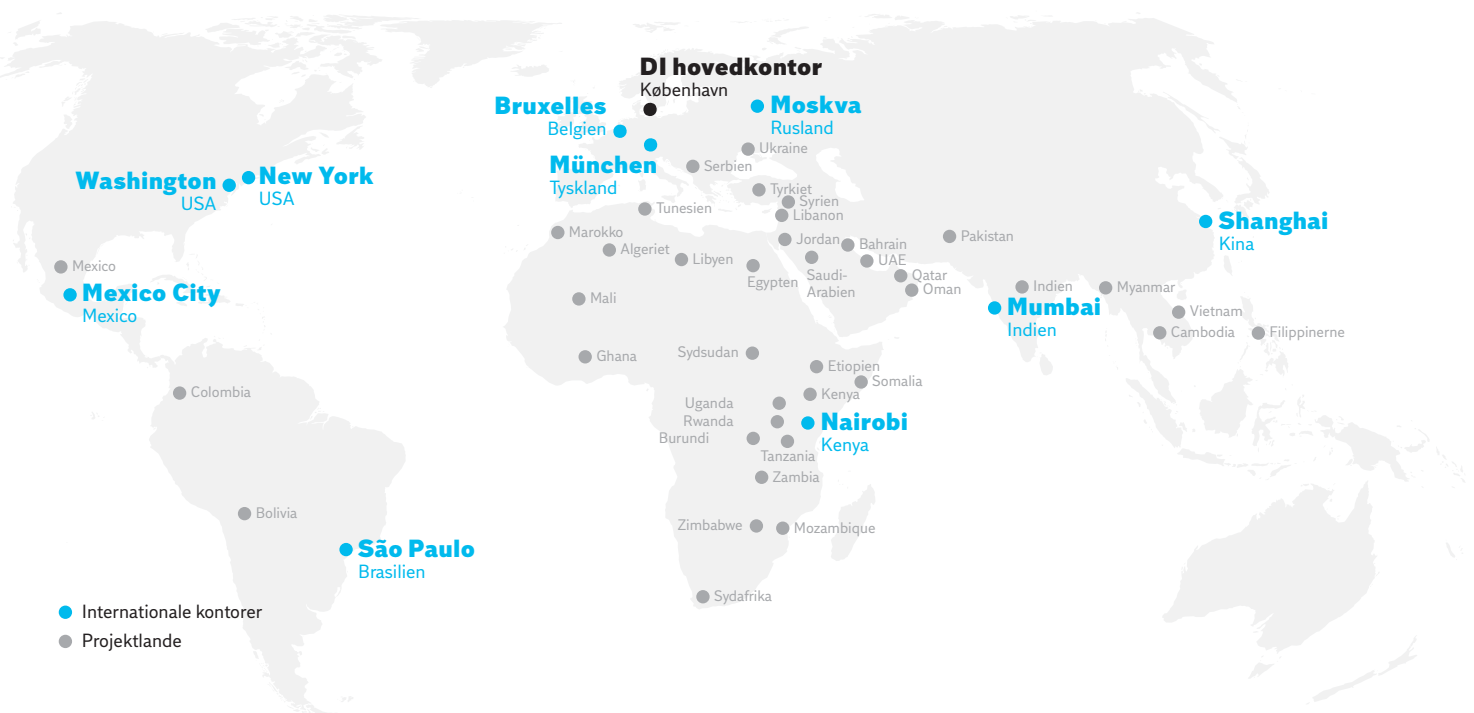 DI hovedkontor
København
Bruxelles
Belgien
Moskva
Rusland
München
Tyskland
Ukraine
Serbien
Washington
USA
New York
USA
Tyrkiet
Syrien
Libanon
Tunesien
Marokko
Algeriet
Libyen
Egypten
Jordan
Bahrain
UAE
Saudi-
Arabien
Qatar
Oman
Pakistan
Shanghai
Kina
Mexico
Mexico City
Mexico
Mali
Indien
Mumbai
Indien
Myanmar
Vietnam
Cambodia
Filippinerne
Ghana
Sydsudan
Etiopien
Somalia
Colombia
Kenya
Uganda
Rwanda
Burundi
Nairobi
Kenya
Tanzania
Zambia
Bolivia
Zimbabwe
Mozambique
São Paulo
Brasilien
Sydafrika
Internationale kontorer
Projektlande